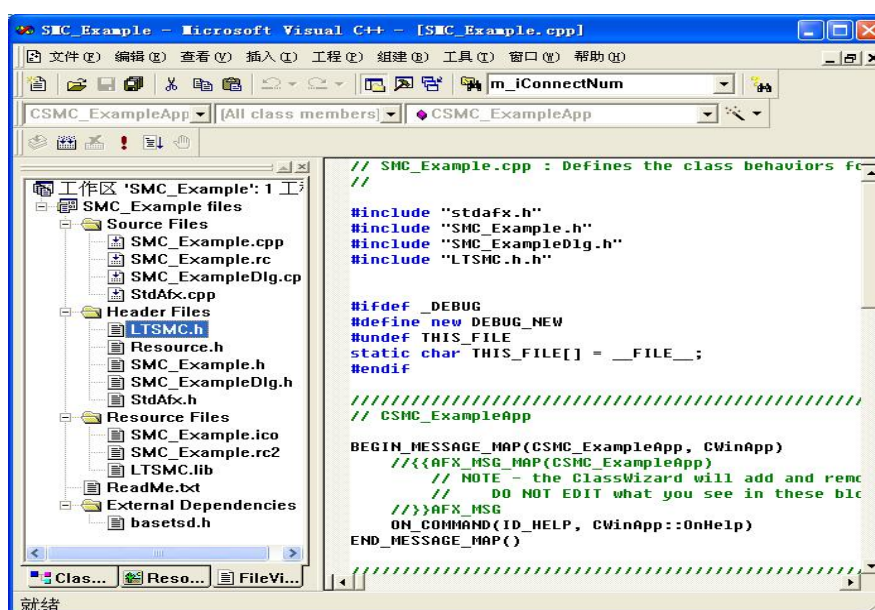 SMC_Example - Microsoft Visual C++ - [SMC_Example.cpp]
文件(F) 编辑(E) 查看(V) 插入(I) 工程(P) 组建(B) 工具(T) 窗口(W) 帮助(H)
m_iConnectNum
CSMC_ExampleApp [All class members] CSMC_ExampleApp
工作区 'SMC_Example': 1
SMC_Example files
Source Files
SMC_Example.cpp
SMC_Example.rc
SMC_ExampleDlg.cp
StdAfx.cpp
Header Files
LTSMC.h
Resource.h
SMC_Example.h
SMC_ExampleDlg.h
StdAfx.h
Resource Files
SMC_Example.ico
SMC_Example.rc2
LTSMC.lib
ReadMe.txt
External Dependencies
basetsd.h
Clas... Reso... FileVi...
// SMC_Example.cpp : Defines the class behaviors fo
//
#include "stdafx.h"
#include "SMC_Example.h"
#include "SMC_ExampleDlg.h"
#include "LTSMC.h.h"
#ifdef _DEBUG
#define new DEBUG_NEW
#undef THIS_FILE
static char THIS_FILE[] = __FILE__;
#endif
/////////////////////////////////////////////////
// CSMC_ExampleApp
BEGIN_MESSAGE_MAP(CSMC_ExampleApp, CWinApp)
//{{AFX_MSG_MAP(CSMC_ExampleApp)
// NOTE - the ClassWizard will add and remo
// DO NOT EDIT what you see in these blo
//}}AFX_MSG
ON_COMMAND(ID_HELP, CWinApp::OnHelp)
END_MESSAGE_MAP()
/////////////////////////////////////////////////
就绪